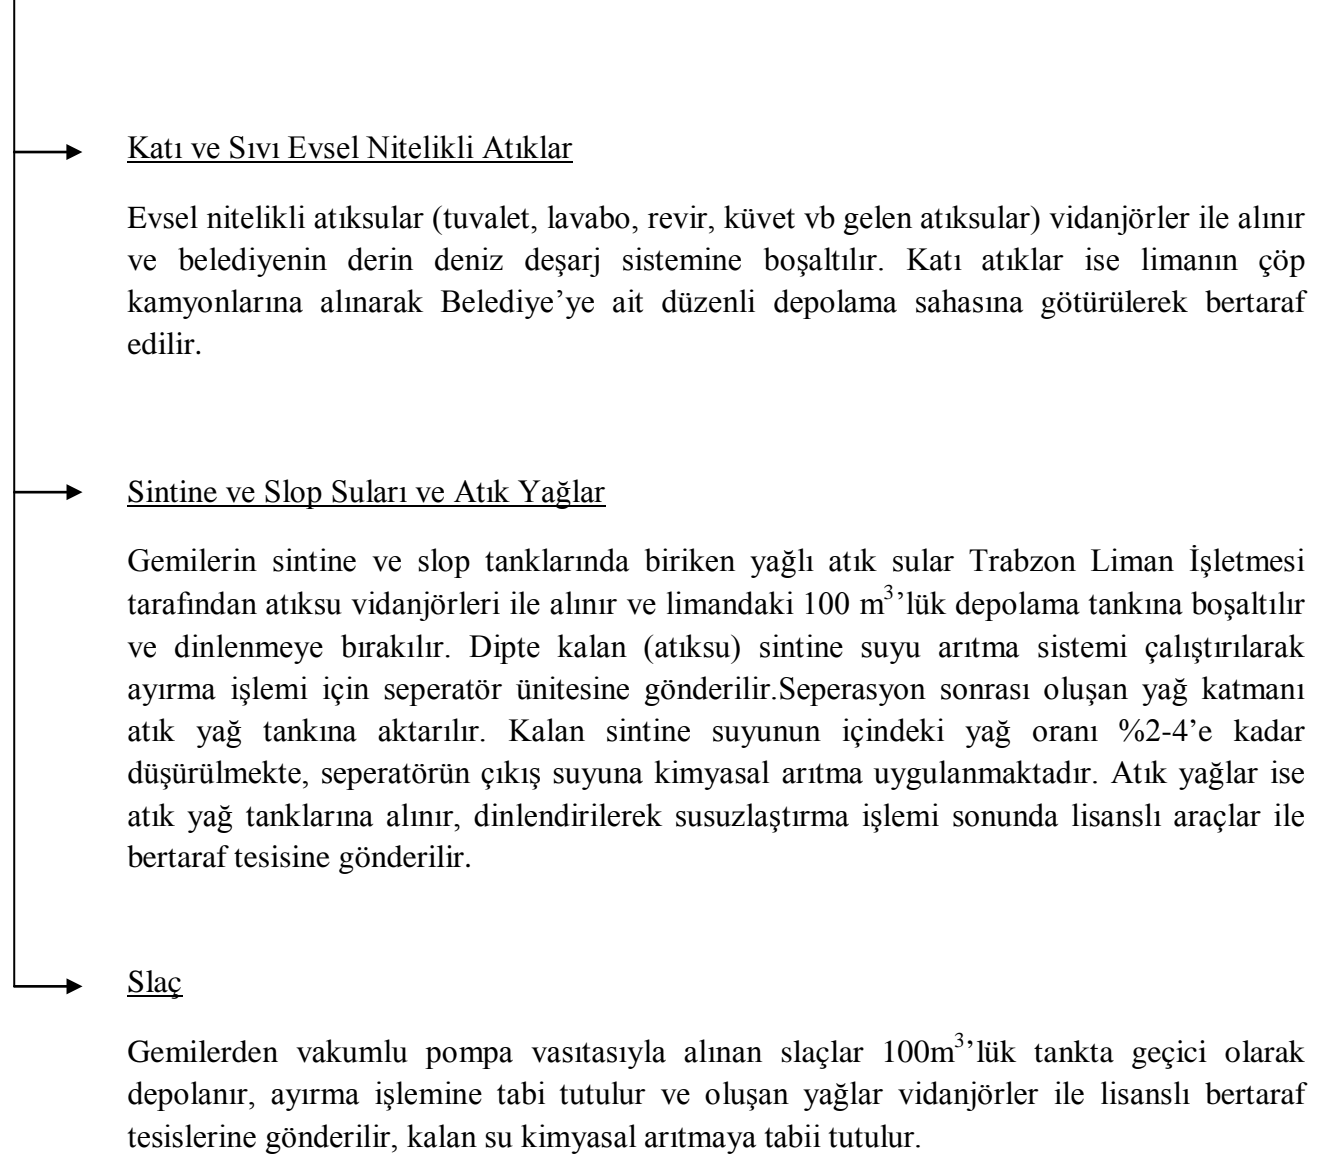 Katı ve Sıvı Evsel Nitelikli Atıklar
Evsel nitelikli atıksular (tuvalet, lavabo, revir, küvet vb gelen atıksular) vidanjörler ile alınır
ve belediyenin derin deniz deşarj sistemine boşaltılır. Katı atıklar ise limanın çöp
kamyonlarına alınarak Belediye’ye ait düzenli depolama sahasına götürülerek bertaraf
edilir.
Sintine ve Slop Suları ve Atık Yağlar
Gemilerin sintine ve slop tanklarında biriken yağlı atık sular Trabzon Liman İşletmesi
tarafından atıksu vidanjörleri ile alınır ve limandaki 100 m³’lük depolama tankına boşaltılır
ve dinlenmeye bırakılır. Dipte kalan (atıksu) sintine suyu arıtma sistemi çalıştırılarak
ayırma işlemi için seperatör ünitesine gönderilir.Seperasyon sonrası oluşan yağ katmanı
atık yağ tankına aktarılır. Kalan sintine suyunun içindeki yağ oranı %2-4’e kadar
düşürülmekte, seperatörün çıkış suyuna kimyasal arıtma uygulanmaktadır. Atık yağlar ise
atık yağ tanklarına alınır, dinlendirilerek susuzlaştırma işlemi sonunda lisanslı araçlar ile
bertaraf tesisine gönderilir.
Slaç
Gemilerden vakumlu pompa vasıtasıyla alınan slaçlar 100m³’lük tankta geçici olarak
depolanır, ayırma işlemine tabi tutulur ve oluşan yağlar vidanjörler ile lisanslı bertaraf
tesislerine gönderilir, kalan su kimyasal arıtmaya tabii tutulur.